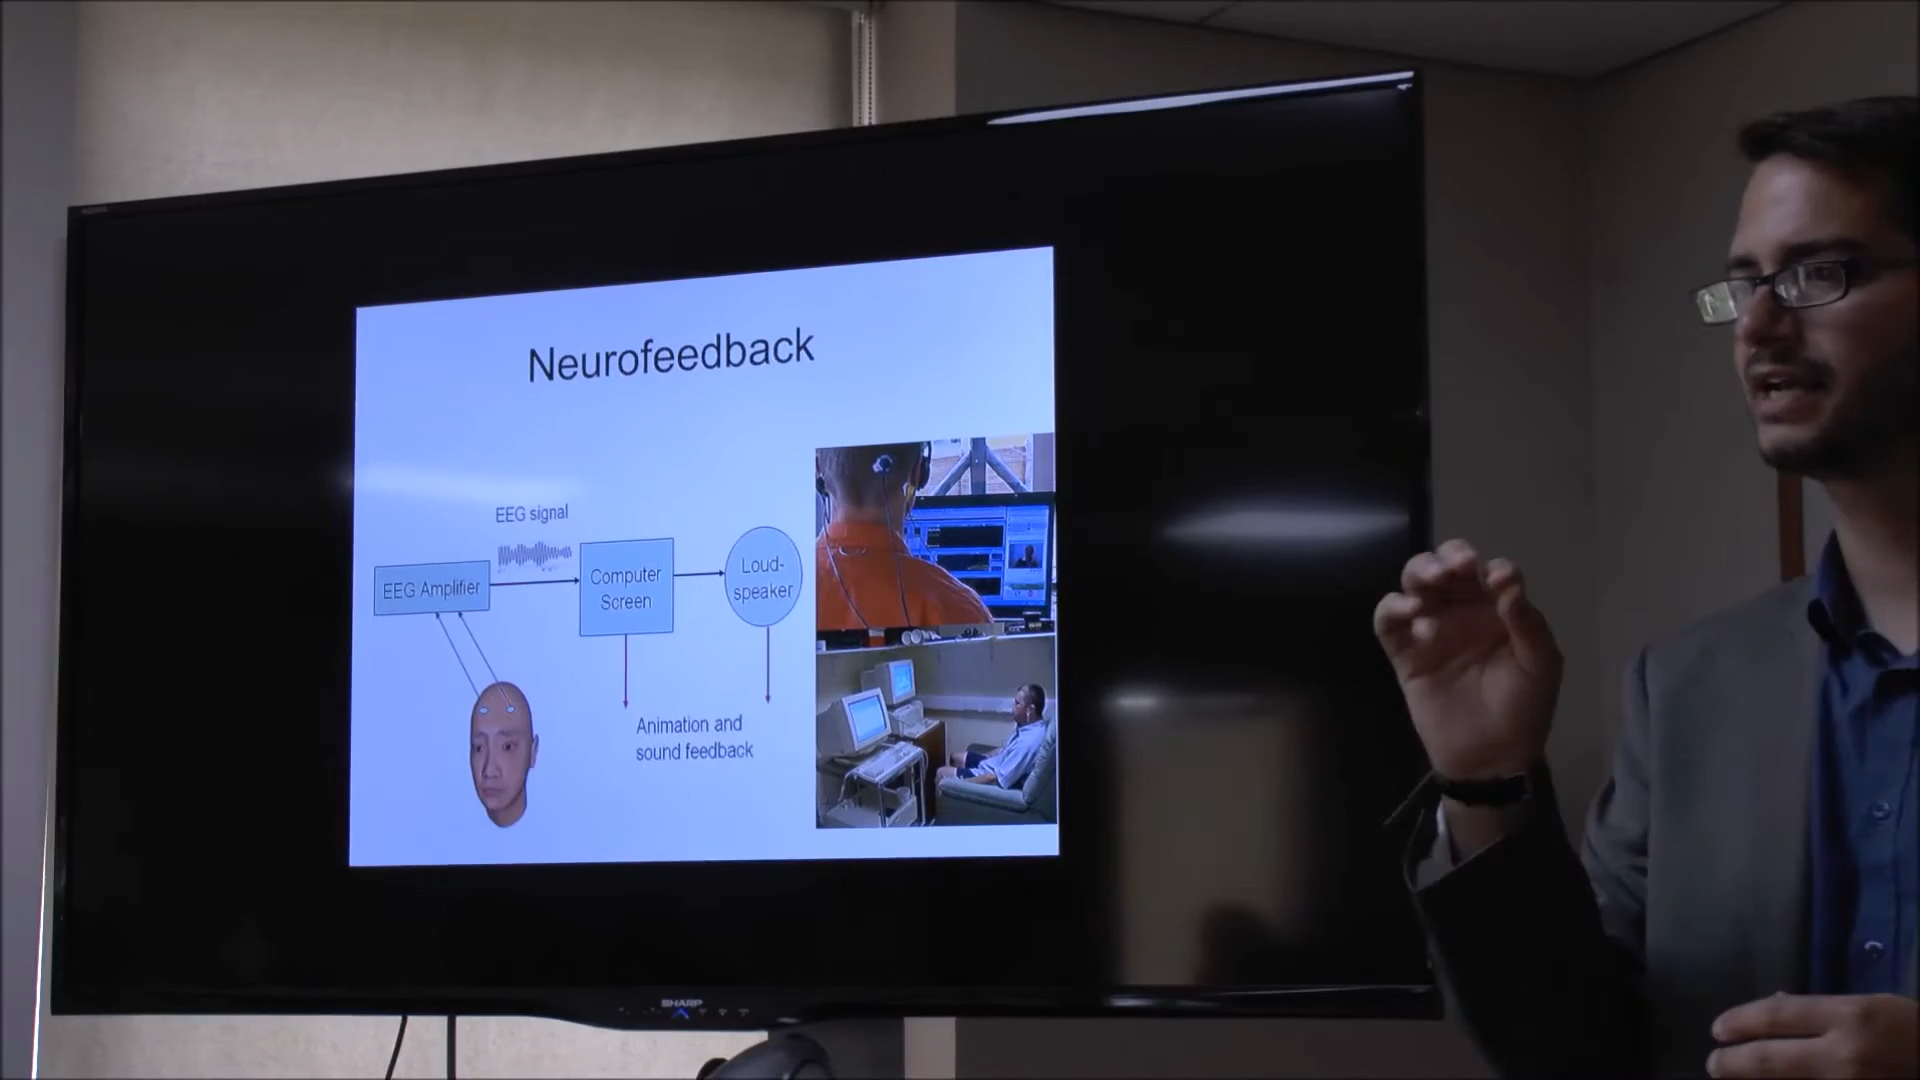 Neurofeedback
EEG signal
EEG Amplifier
Computer
Screen
Loud-
speaker
Animation and
sound feedback
SHARP